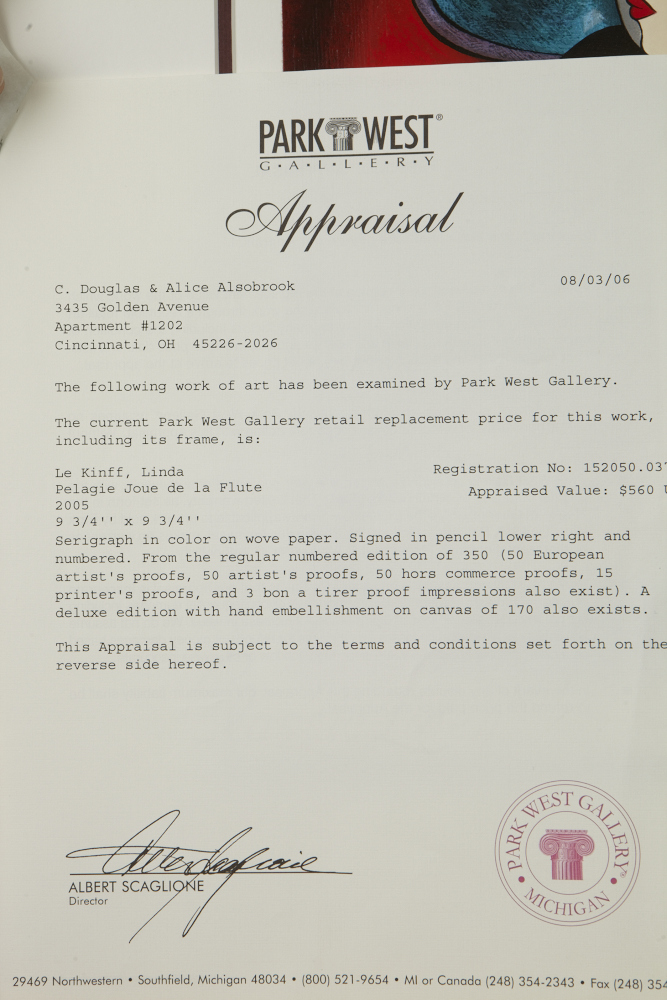 PARK WEST®
G·A·L·L·E·R·Y
Appraisal
08/03/06
C. Douglas & Alice Alsobrook
3435 Golden Avenue
Apartment #1202
Cincinnati, OH 45226-2026
The following work of art has been examined by Park West Gallery.
The current Park West Gallery retail replacement price for this work,
including its frame, is:
Le Kinff, Linda
Registration No: 152050.037
Pelagie Joue de la Flute
Appraised Value: $560 U
2005
9 3/4'' x 9 3/4''
Serigraph in color on wove paper. Signed in pencil lower right and
numbered. From the regular numbered edition of 350 (50 European
artist's proofs, 50 artist's proofs, 50 hors commerce proofs, 15
printer's proofs, and 3 bon a tirer proof impressions also exist). A
deluxe edition with hand embellishment on canvas of 170 also exists.
This Appraisal is subject to the terms and conditions set forth on the
reverse side hereof.
ALBERT SCAGLIONE
Director
PARK WEST GALLERY®
• MICHIGAN •
29469 Northwestern • Southfield, Michigan 48034 • (800) 521-9654 • MI or Canada (248) 354-2343 • Fax (248) 354